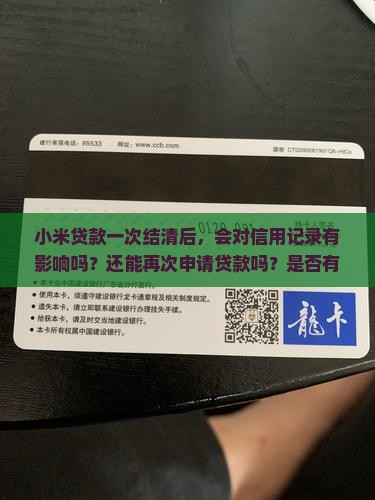 建行客服电话：95533 网址：www.ccb.com 国密 CTD0900619d1Q6-HiCo
小米贷款一次结清后，会对信用记录有
影响吗？还能再次申请贷款吗？是否有
使用本卡，须遵守建设银行龙卡通章程及相关制度规定。
遗失本卡，请立即联系建设银行办理挂失手续。
拾获本卡，请及时交当地建设银行。
本卡所有权属中国建设银行。
龙卡